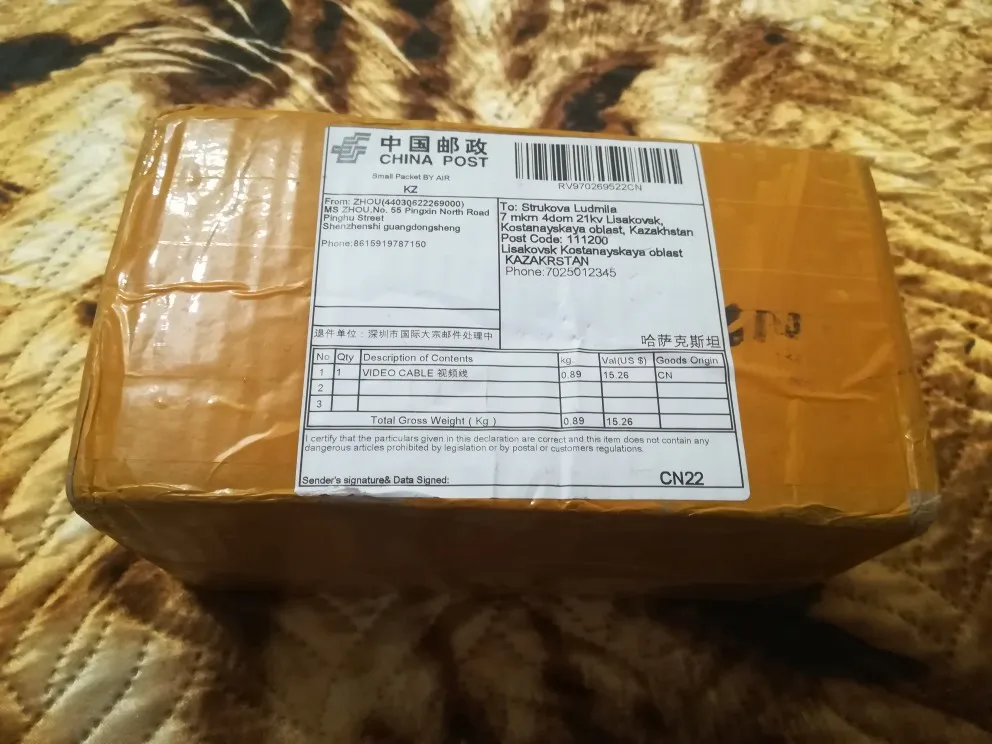 中国邮政
CHINA POST
Small Packet BY AIR
KZ
RV970269522CN
From: ZHOU(44030622269000)
MS ZHOU,No. 55 Pingxin North Road
Pinghu Street
Shenzhenshi guangdongsheng
Phone:8615919787150
To: Strukova Ludmila
7 mkm 4dom 21kv Lisakovsk,
Kostanayskaya oblast, Kazakhstan
Post Code: 111200
Lisakovsk Kostanayskaya oblast
KAZAKRSTAN
Phone:7025012345
退件单位：深圳市国际大宗邮件处理中
哈萨克斯坦
No Qty Description of Contents kg. Val(US $) Goods Origin
1 1 VIDEO CABLE 视频线 0.89 15.26 CN
2
3
Total Gross Weight ( Kg ) 0.89 15.26
I certify that the particulars given in this declaration are correct and this item does not contain any
dangerous articles prohibited by legislation or by postal or customers regulations.
Sender's signature& Data Signed:
CN22